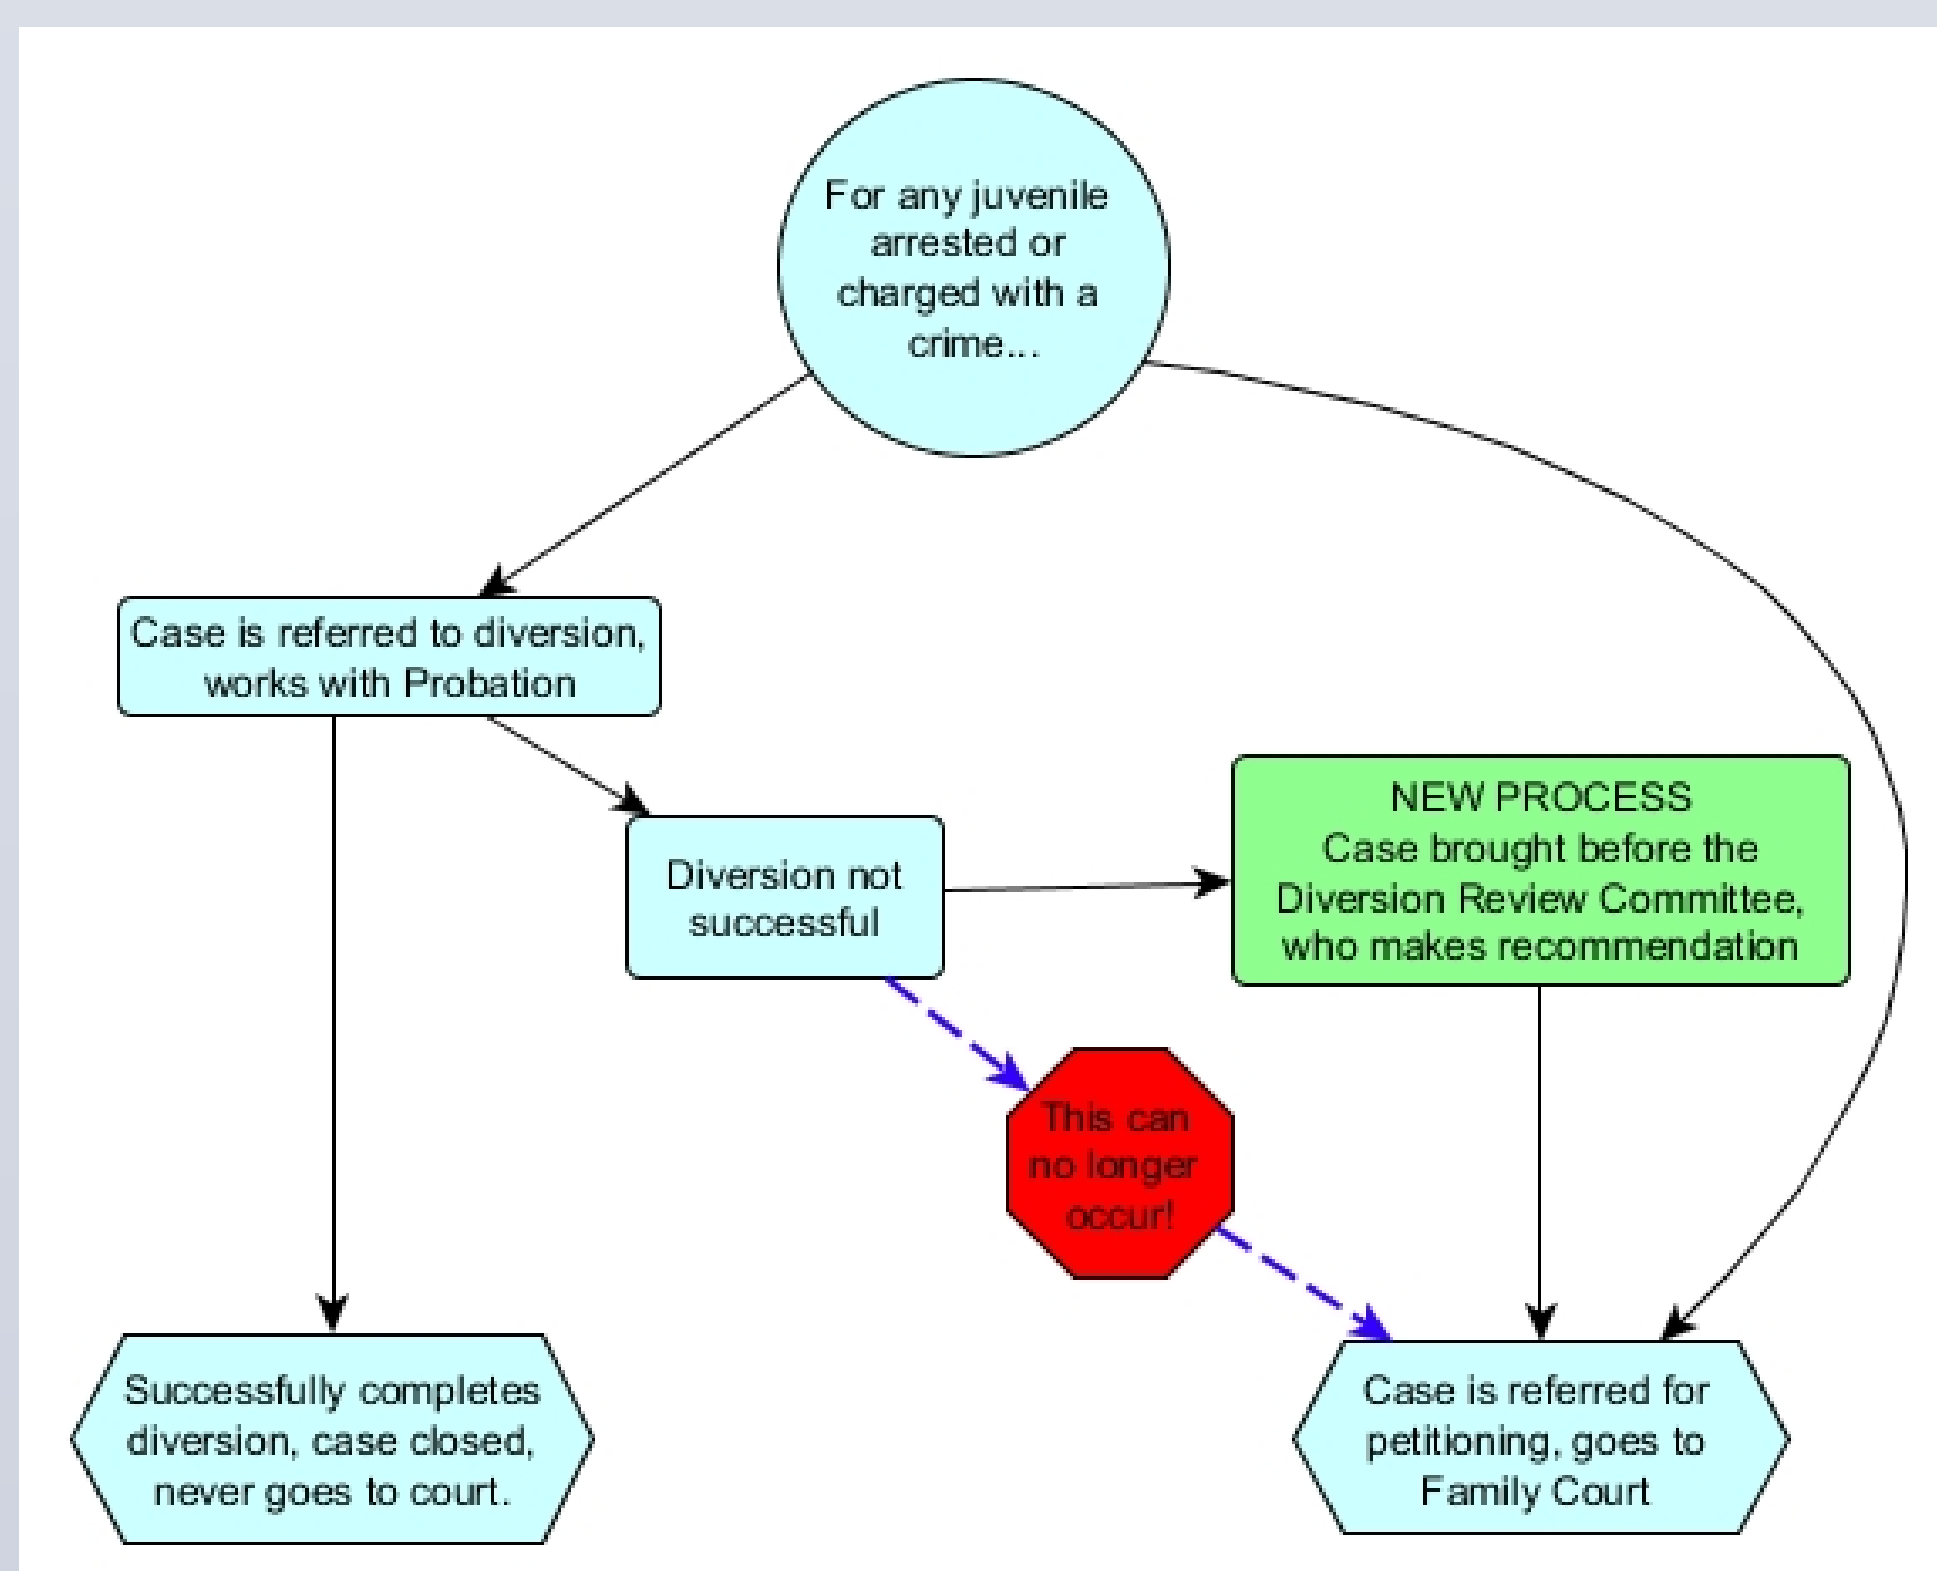 For any juvenile
arrested or
charged with a
crime...
Case is referred to diversion,
works with Probation
Diversion not
successful
NEW PROCESS
Case brought before the
Diversion Review Committee,
who makes recommendation
This can
no longer
occur!
Successfully completes
diversion, case closed,
never goes to court.
Case is referred for
petitioning, goes to
Family Court